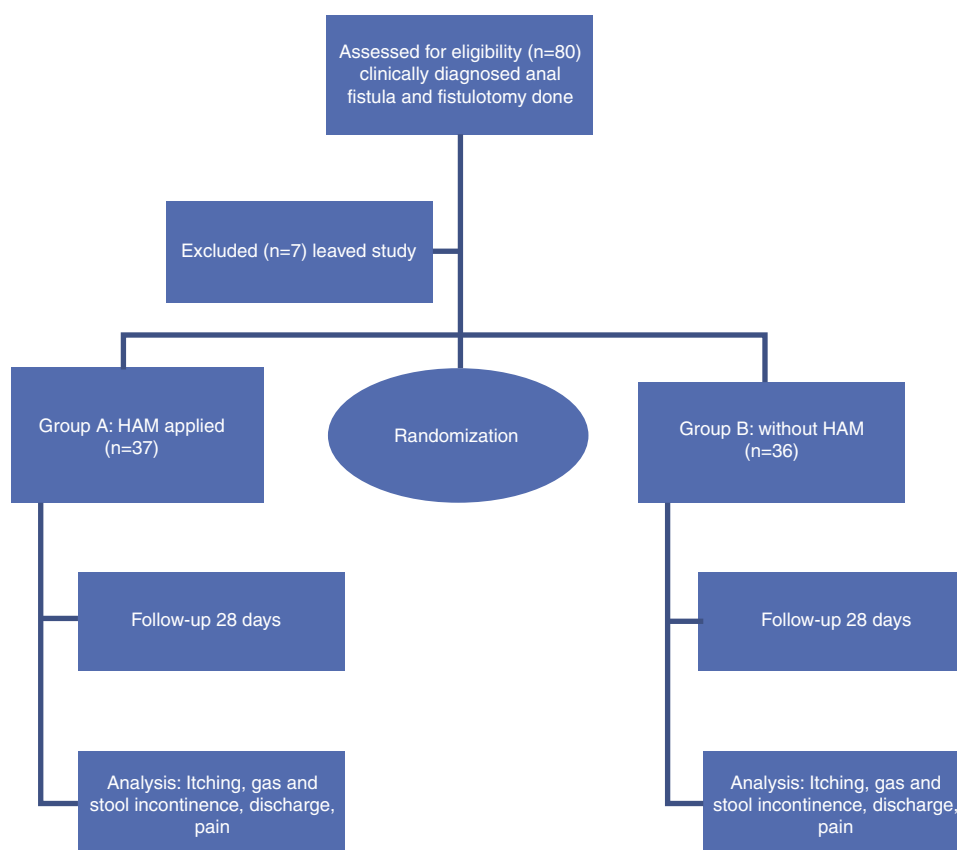 Assessed for eligibility (n=80)
clinically diagnosed anal
fistula and fistulotomy done
Excluded (n=7) leaved study
Group A: HAM applied
(n=37)
Randomization
Group B: without HAM
(n=36)
Follow-up 28 days
Follow-up 28 days
Analysis: Itching, gas and
stool incontinence, discharge,
pain
Analysis: Itching, gas and
stool incontinence, discharge,
pain